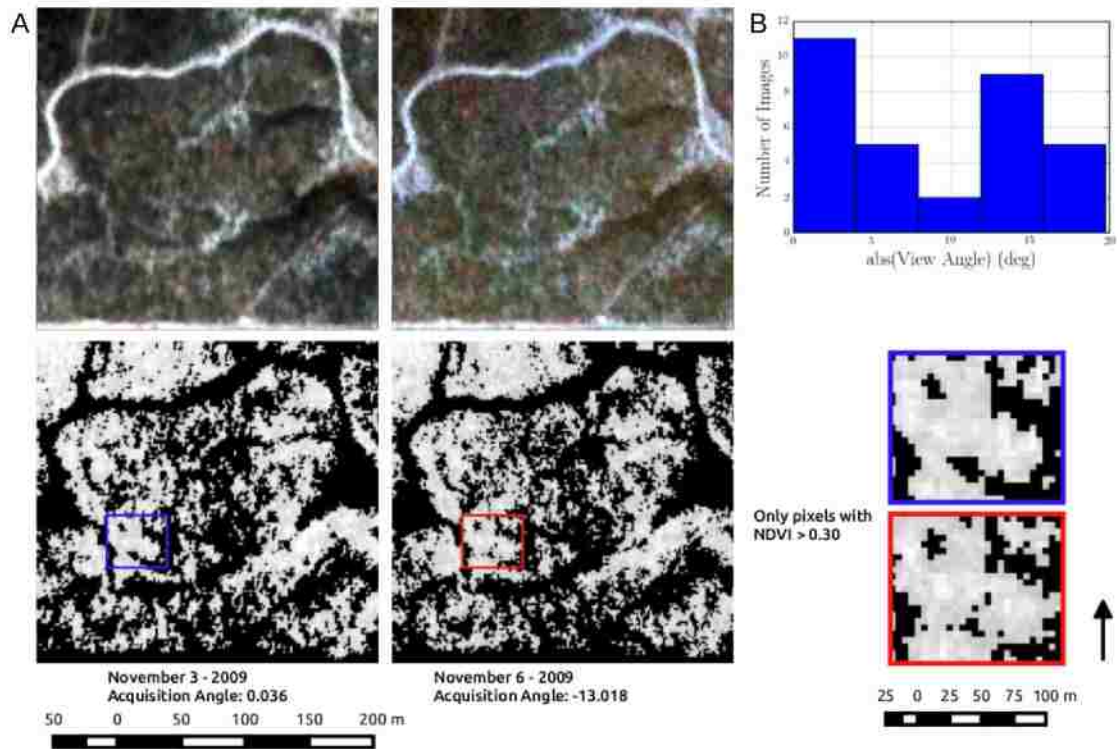 A
B
12
10
8
6
4
2
0
Number of Images
0 5 10 15 20
abs(View Angle) (deg)
Only pixels with
NDVI > 0.30
November 3 - 2009
Acquisition Angle: 0.036
November 6 - 2009
Acquisition Angle: -13.018
50 0 50 100 150 200 m
25 0 25 50 75 100 m